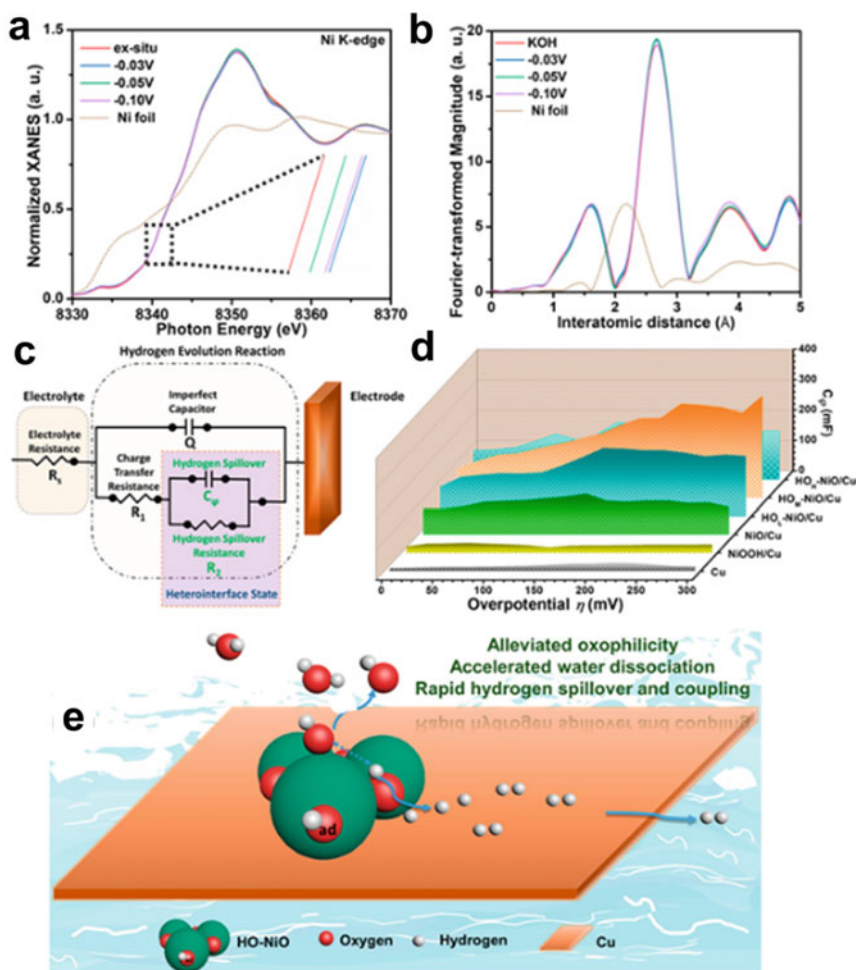 a
Ni K-edge
ex-situ
-0.03V
-0.05V
-0.10V
Ni foil
Normalized XANES (a. u.)
1.5
1.0
0.5
0.0
8330
8340
8350
8360
8370
Photon Energy (eV)
b
KOH
-0.03V
-0.05V
-0.10V
Ni foil
Fourier-transformed Magnitude (a. u.)
20
15
10
5
0
0
1
2
3
4
5
Interatomic distance (Å)
c
Hydrogen Evolution Reaction
Electrolyte
Electrolyte
Resistance
Rs
Imperfect
Capacitor
Q
Charge
Transfer
Resistance
R1
Hydrogen Spillover
Cφ
Hydrogen Spillover
Resistance
R2
Heterointerface State
Electrode
d
400
300
200
100
0
Cφ (mF)
HOH-NiO/Cu
HOM-NiO/Cu
HOL-NiO/Cu
NiO/Cu
NiOOH/Cu
Cu
0
50
100
150
200
250
300
Overpotential η (mV)
e
Alleviated oxophilicity
Accelerated water dissociation
Rapid hydrogen spillover and coupling
ad
HO-NiO
Oxygen
Hydrogen
Cu